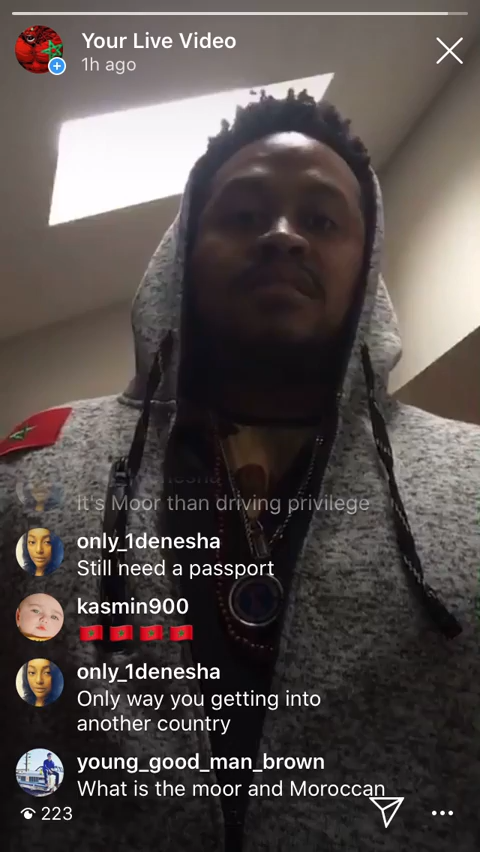 Your Live Video
1h ago
It's Moor than driving privilege
only_1denesha
Still need a passport
kasmin900
🇲🇦 🇲🇦 🇲🇦 🇲🇦
only_1denesha
Only way you getting into
another country
young_good_man_brown
What is the moor and Moroccan
223